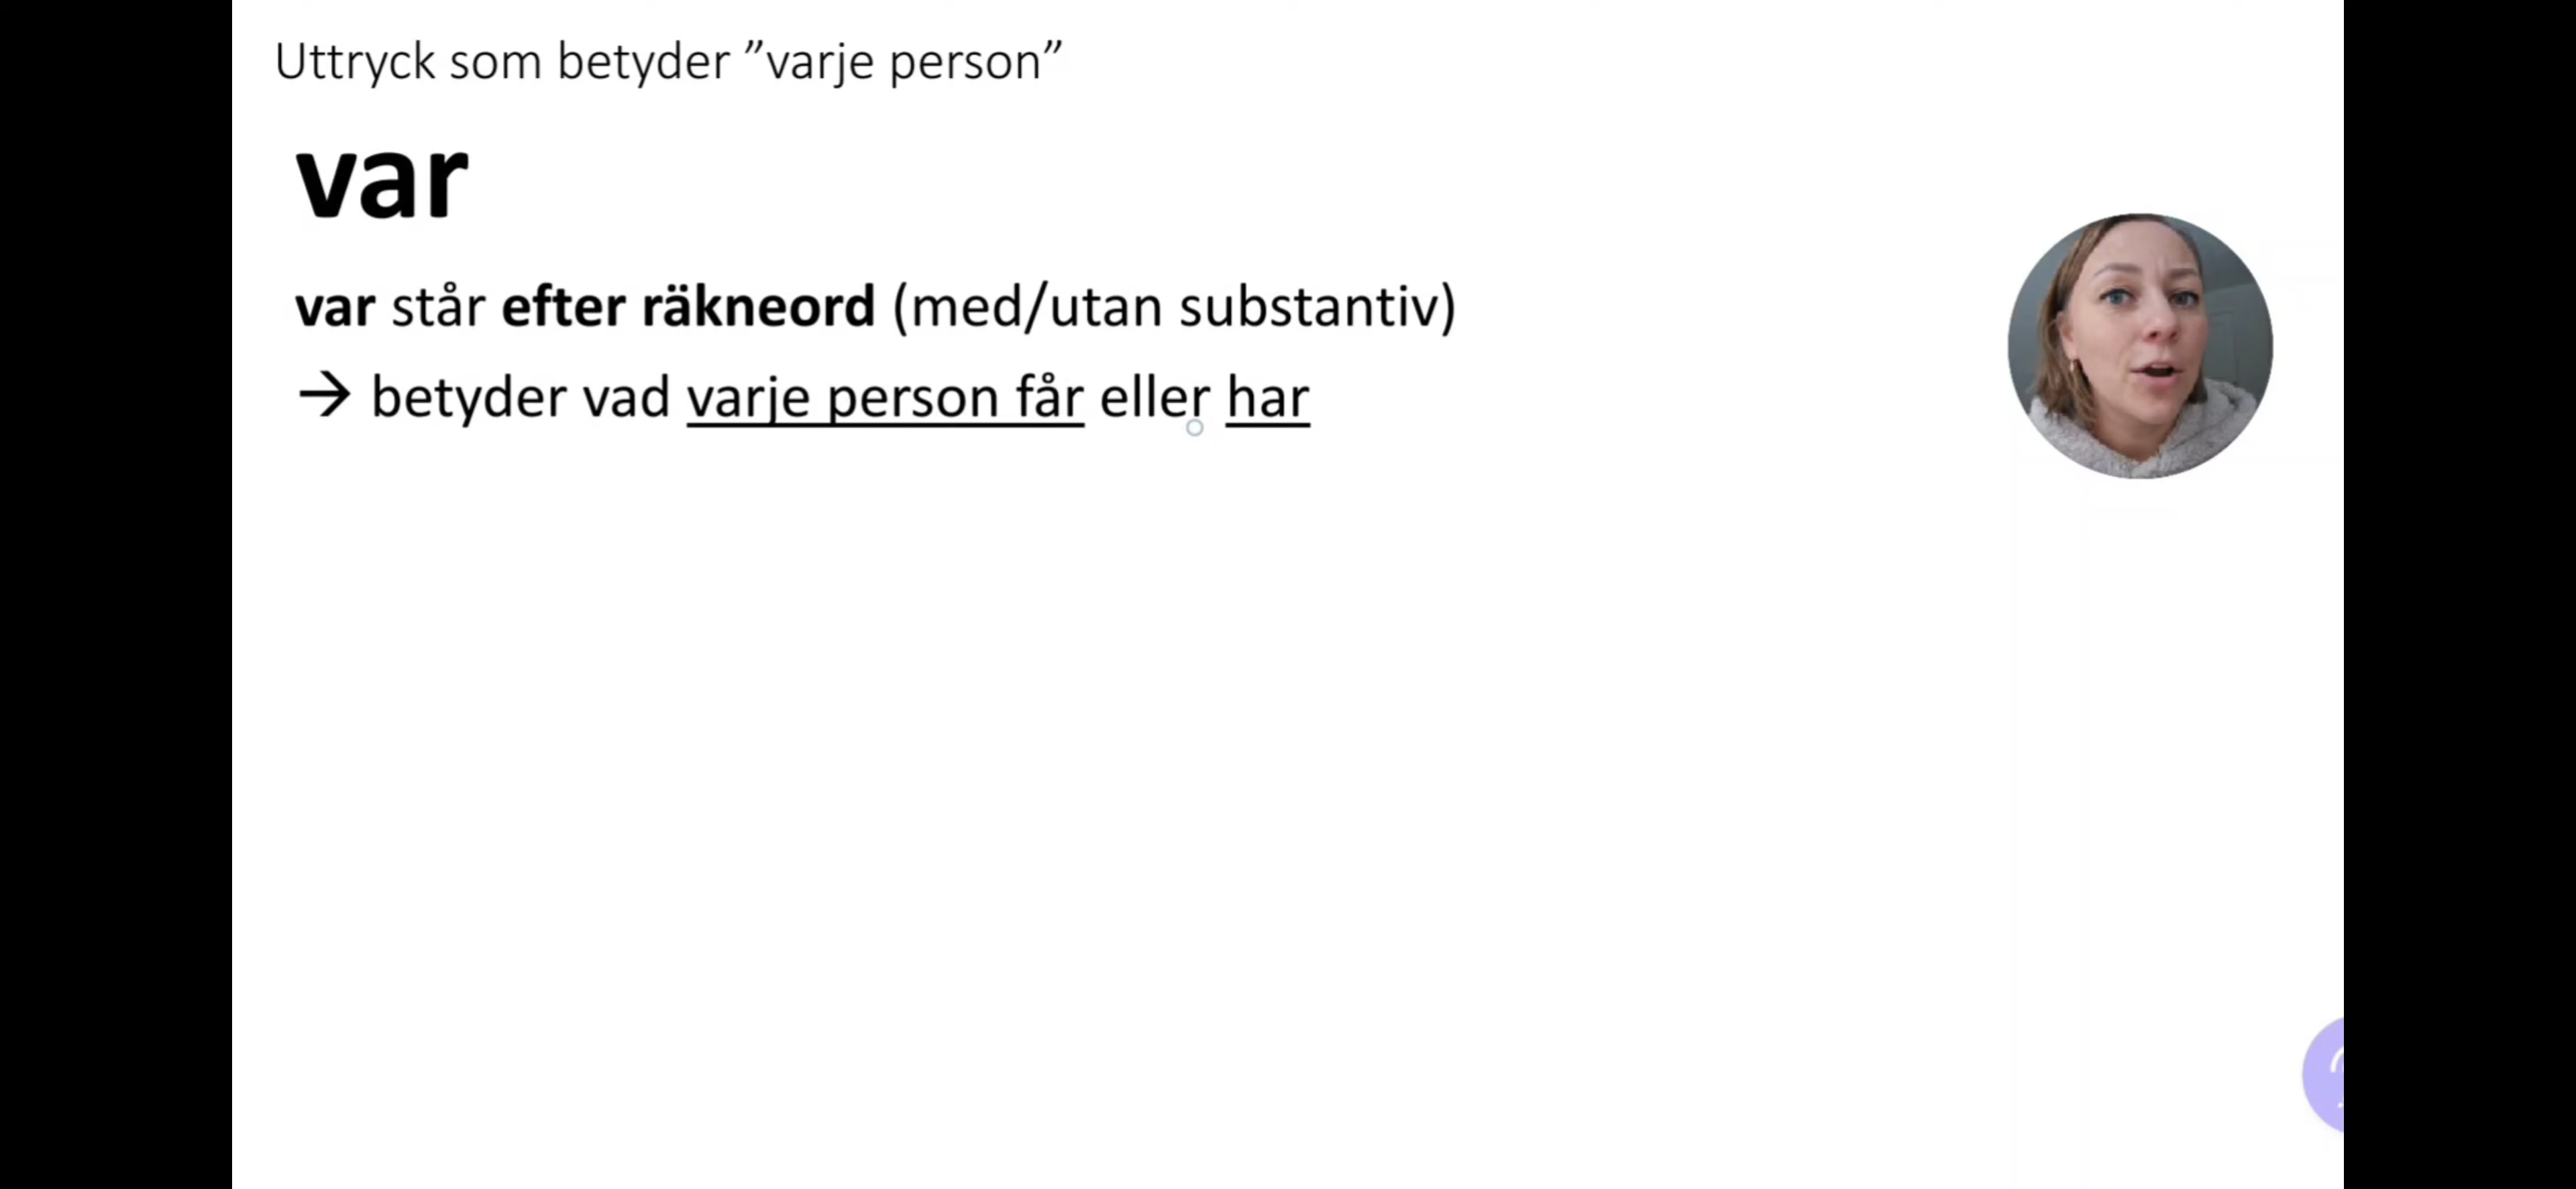 Uttryck som betyder ”varje person”
var
var står efter räkneord (med/utan substantiv)
→ betyder vad varje person får eller har